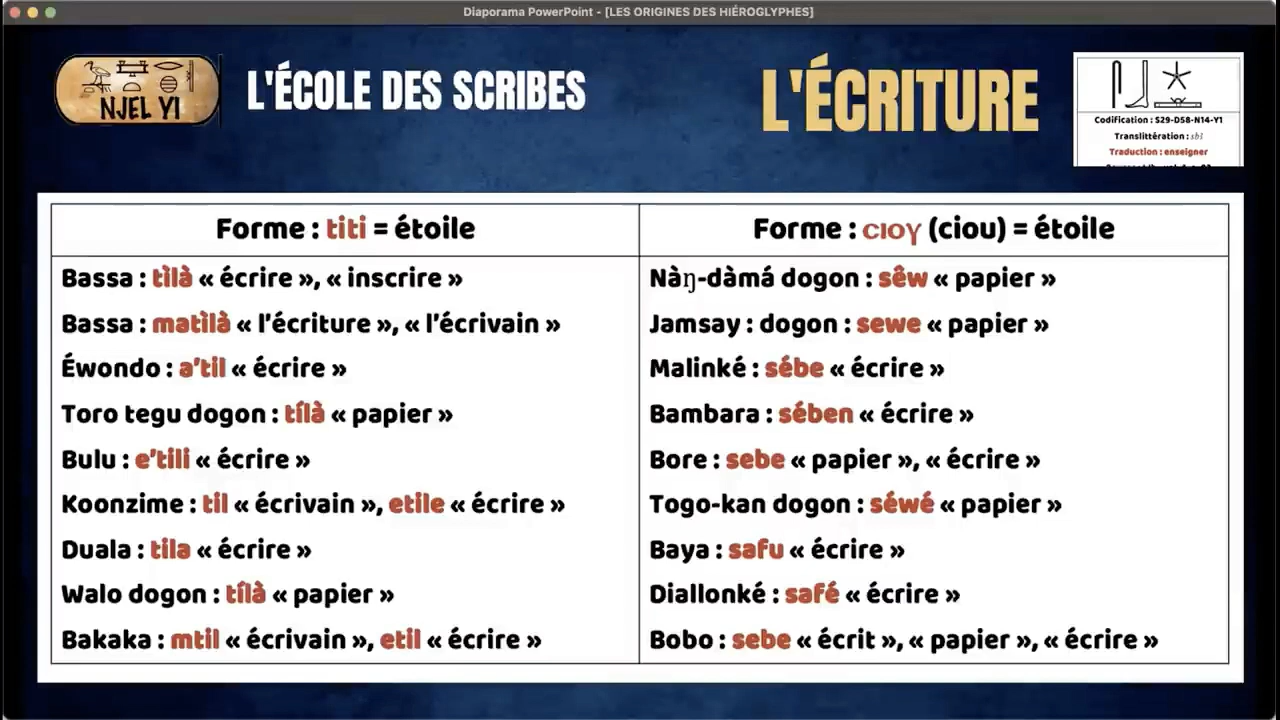 Diaporama PowerPoint - [LES ORIGINES DES HIÉROGLYPHES]
NJEL YI
L'ÉCOLE DES SCRIBES
L'ÉCRITURE
Codification : S29-D58-N14-Y1
Translittération : sbꜣ
Traduction : enseigner
Forme : titi = étoile
Bassa : tìlà « écrire », « inscrire »
Bassa : matìlà « l'écriture », « l'écrivain »
Éwondo : a'til « écrire »
Toro tegu dogon : tílà « papier »
Bulu : e'tili « écrire »
Koonzime : til « écrivain », etile « écrire »
Duala : tila « écrire »
Walo dogon : tílà « papier »
Bakaka : mtil « écrivain », etil « écrire »
Forme : ⲥⲓⲟⲩ (ciou) = étoile
Nàŋ-dàmá dogon : sêw « papier »
Jamsay : dogon : sewe « papier »
Malinké : sébe « écrire »
Bambara : sében « écrire »
Bore : sebe « papier », « écrire »
Togo-kan dogon : séwé « papier »
Baya : safu « écrire »
Diallonké : safé « écrire »
Bobo : sebe « écrit », « papier », « écrire »